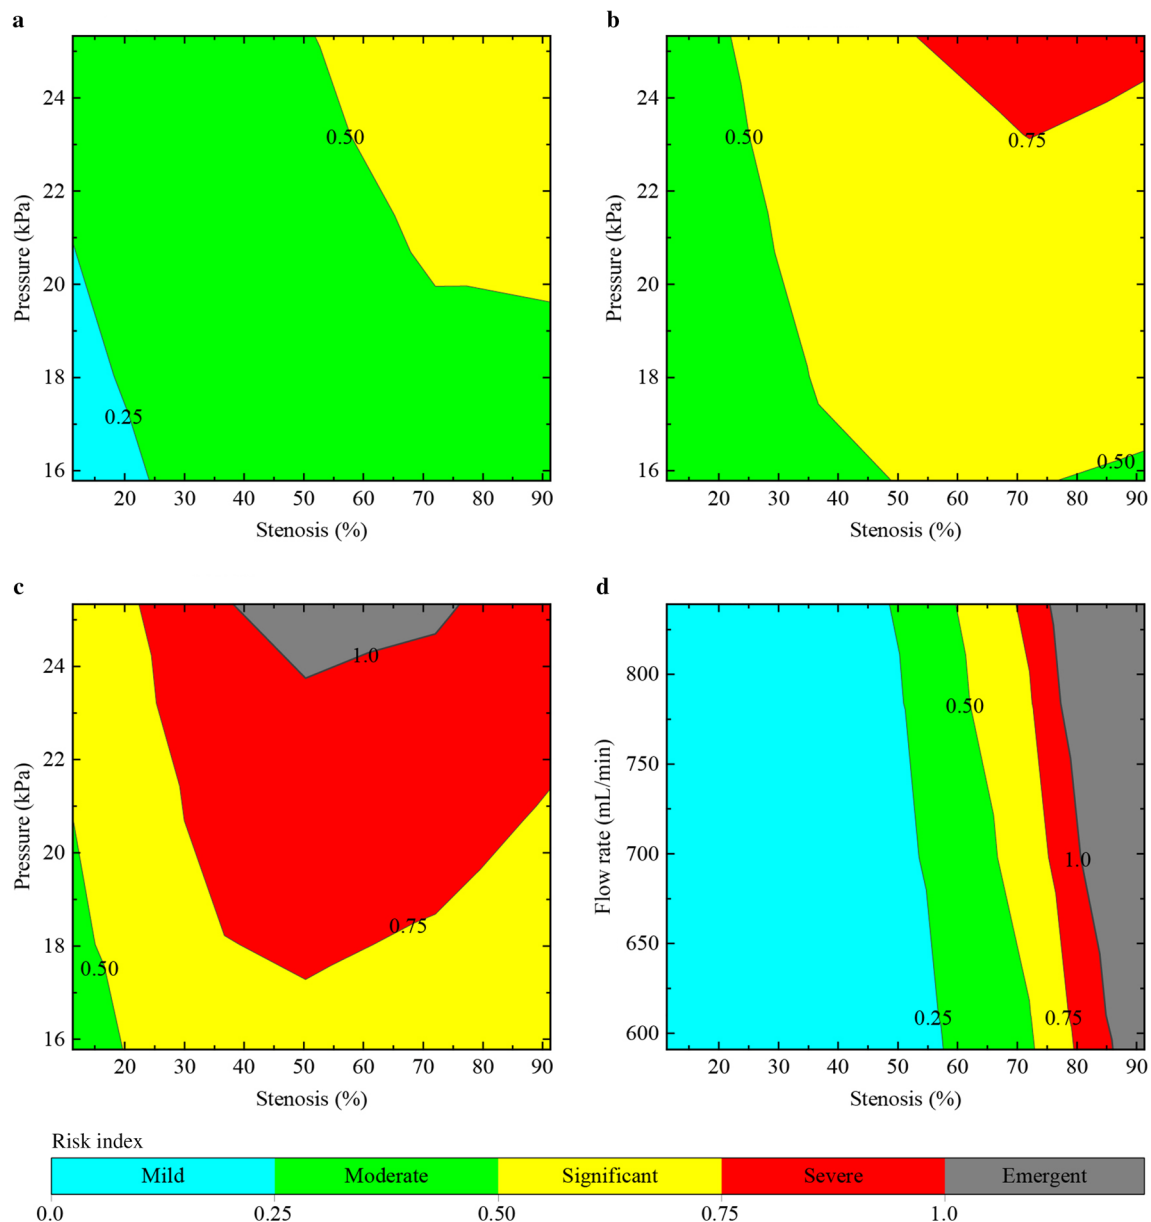 a
b
24
22
20
18
16
Pressure (kPa)
0.50
0.25
20 30 40 50 60 70 80 90
Stenosis (%)
24
22
20
18
16
Pressure (kPa)
0.50
0.75
0.50
20 30 40 50 60 70 80 90
Stenosis (%)
c
d
24
22
20
18
16
Pressure (kPa)
1.0
0.75
0.50
20 30 40 50 60 70 80 90
Stenosis (%)
800
750
700
650
600
Flow rate (mL/min)
0.50
1.0
0.25
0.75
20 30 40 50 60 70 80 90
Stenosis (%)
Risk index
Mild Moderate Significant Severe Emergent
0.0 0.25 0.50 0.75 1.0